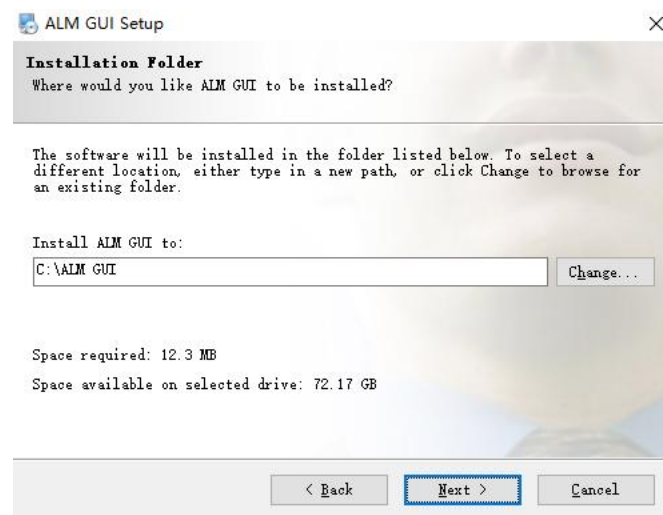 ALM GUI Setup
Installation Folder
Where would you like ALM GUI to be installed?
The software will be installed in the folder listed below. To select a
different location, either type in a new path, or click Change to browse for
an existing folder.
Install ALM GUI to:
C:\ALM GUI
Change...
Space required: 12.3 MB
Space available on selected drive: 72.17 GB
< Back
Next >
Cancel